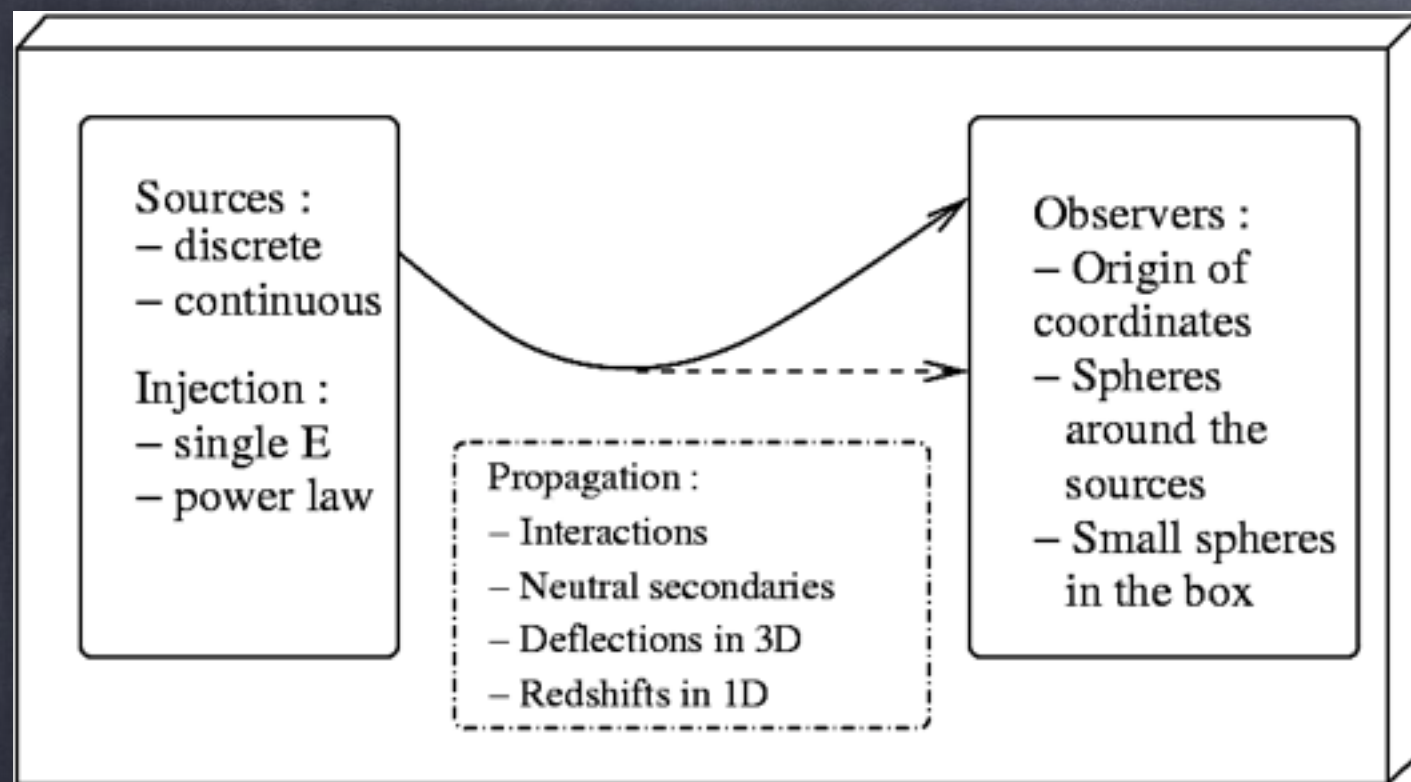 Sources :
– discrete
– continuous
Injection :
– single E
– power law
Propagation :
– Interactions
– Neutral secondaries
– Deflections in 3D
– Redshifts in 1D
Observers :
– Origin of
coordinates
– Spheres
around the
sources
– Small spheres
in the box